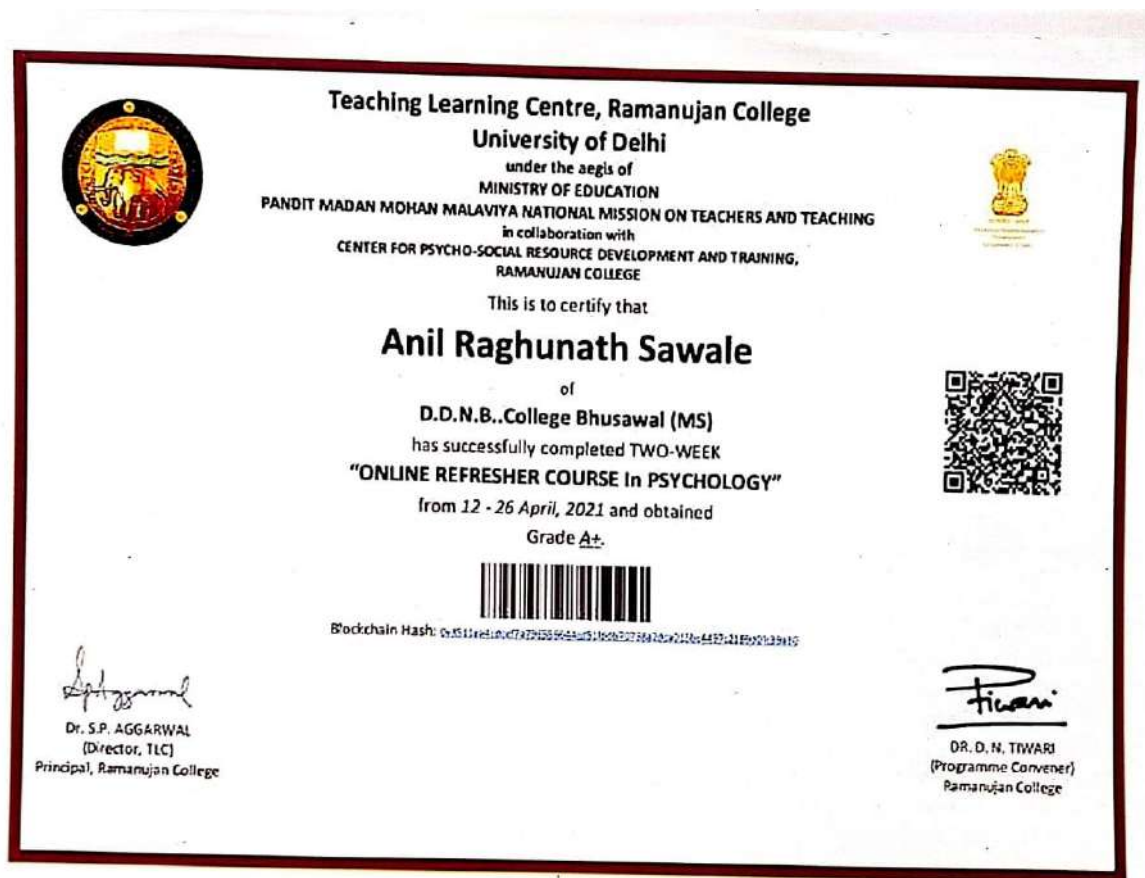 Teaching Learning Centre, Ramanujan College
University of Delhi
under the aegis of
MINISTRY OF EDUCATION
PANDIT MADAN MOHAN MALAVIYA NATIONAL MISSION ON TEACHERS AND TEACHING
in collaboration with
CENTER FOR PSYCHO-SOCIAL RESOURCE DEVELOPMENT AND TRAINING,
RAMANUJAN COLLEGE
This is to certify that
Anil Raghunath Sawale
of
D.D.N.B..College Bhusawal (MS)
has successfully completed TWO-WEEK
"ONLINE REFRESHER COURSE In PSYCHOLOGY"
from 12 - 26 April, 2021 and obtained
Grade A+.
Blockchain Hash:
Dr. S.P. AGGARWAL
(Director, TLC)
Principal, Ramanujan College
Tiwari
DR. D. N. TIWARI
(Programme Convener)
Ramanujan College